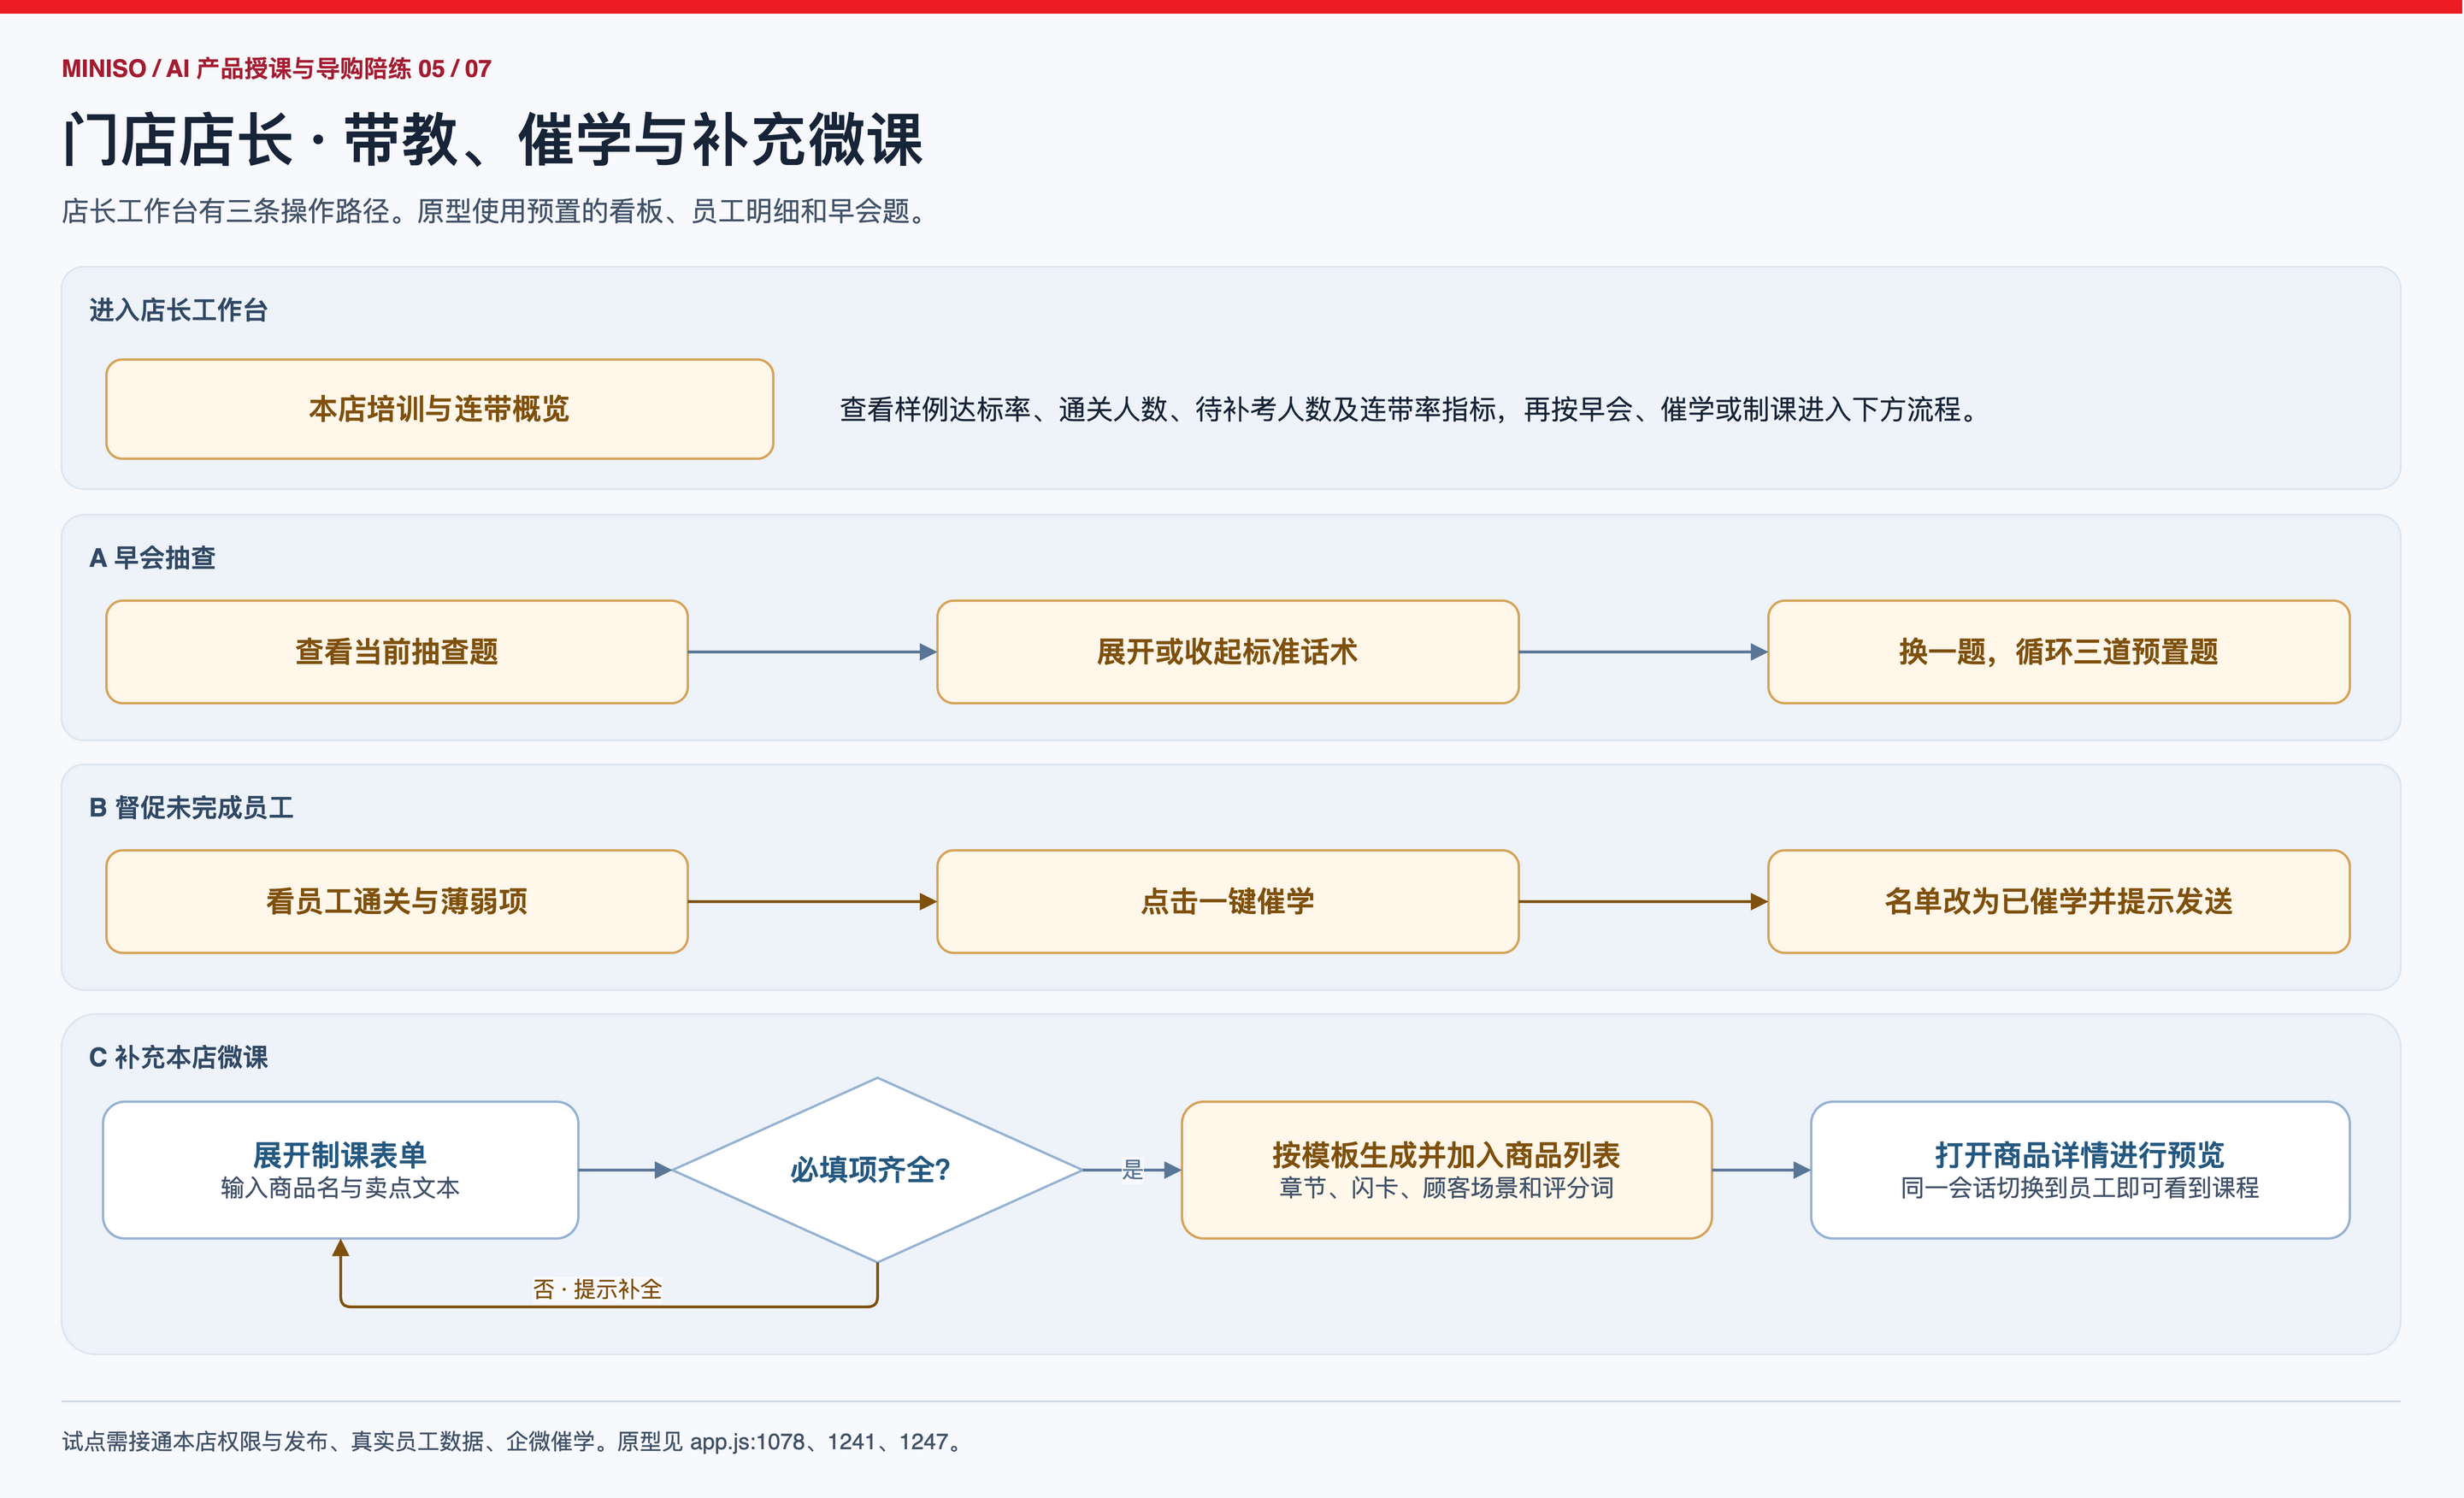 MINISO / AI 产品授课与导购陪练 05 / 07
门店店长 · 带教、催学与补充微课
店长工作台有三条操作路径。原型使用预置的看板、员工明细和早会题。
进入店长工作台
本店培训与连带概览
查看样例达标率、通关人数、待补考人数及连带率指标，再按早会、催学或制课进入下方流程。
A 早会抽查
查看当前抽查题
展开或收起标准话术
换一题，循环三道预置题
B 督促未完成员工
看员工通关与薄弱项
点击一键催学
名单改为已催学并提示发送
C 补充本店微课
展开制课表单
输入商品名与卖点文本
必填项齐全？
是
按模板生成并加入商品列表
章节、闪卡、顾客场景和评分词
打开商品详情进行预览
同一会话切换到员工即可看到课程
否 · 提示补全
试点需接通本店权限与发布、真实员工数据、企微催学。原型见 app.js:1078、1241、1247。